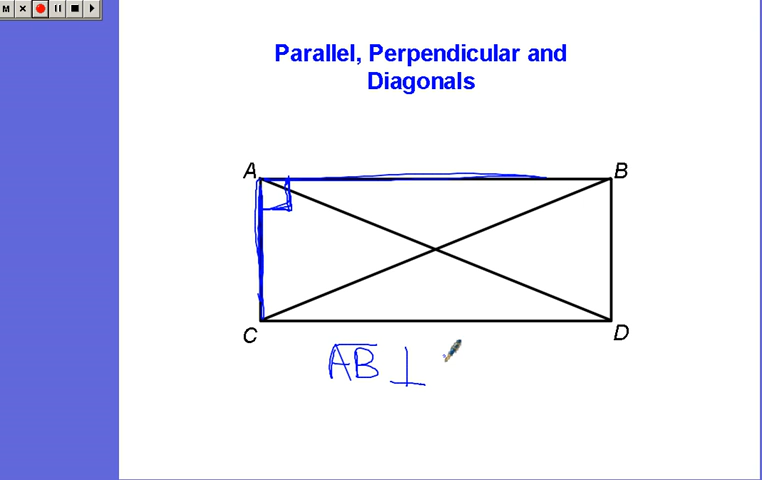 M
Parallel, Perpendicular and
Diagonals
A B
C D
AB ⊥